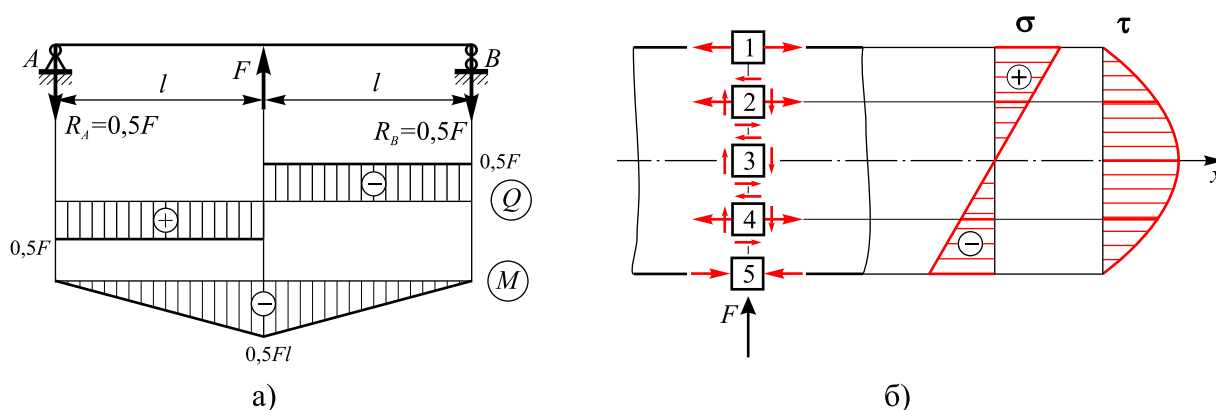 A
F
B
l
l
R_A=0,5F
R_B=0,5F
0,5F
−
Q
+
0,5F
M
−
0,5Fl
а)
σ
τ
1
+
2
3
x
4
−
5
F
б)